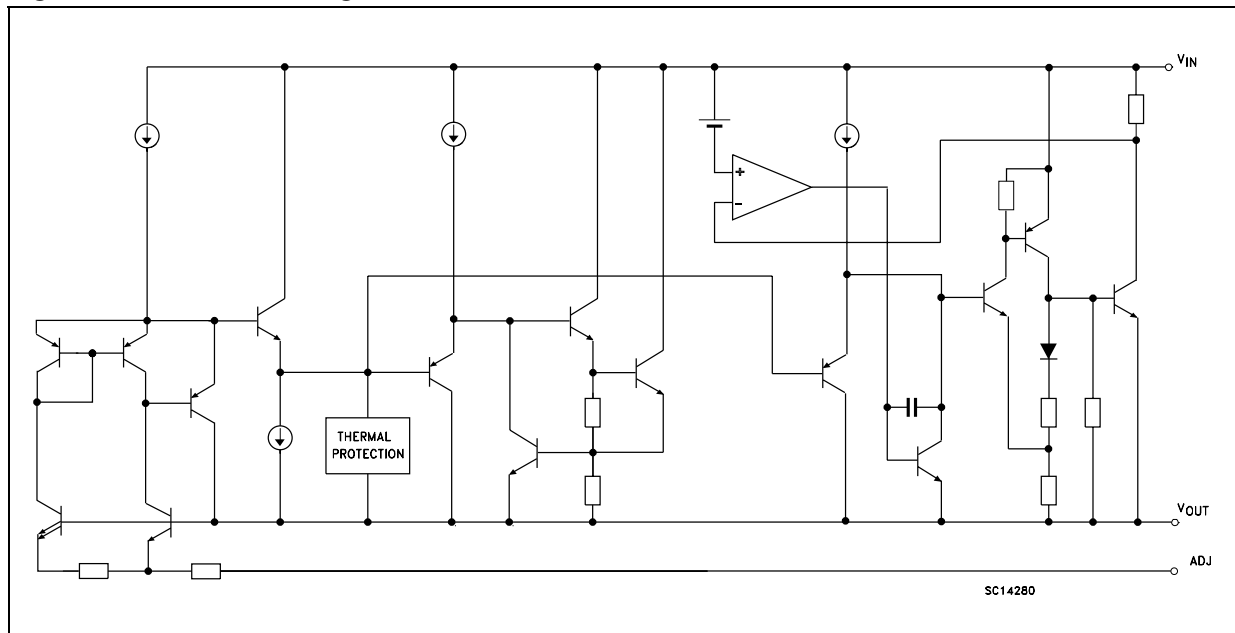 VIN
+
-
THERMAL
PROTECTION
VOUT
ADJ
SC14280